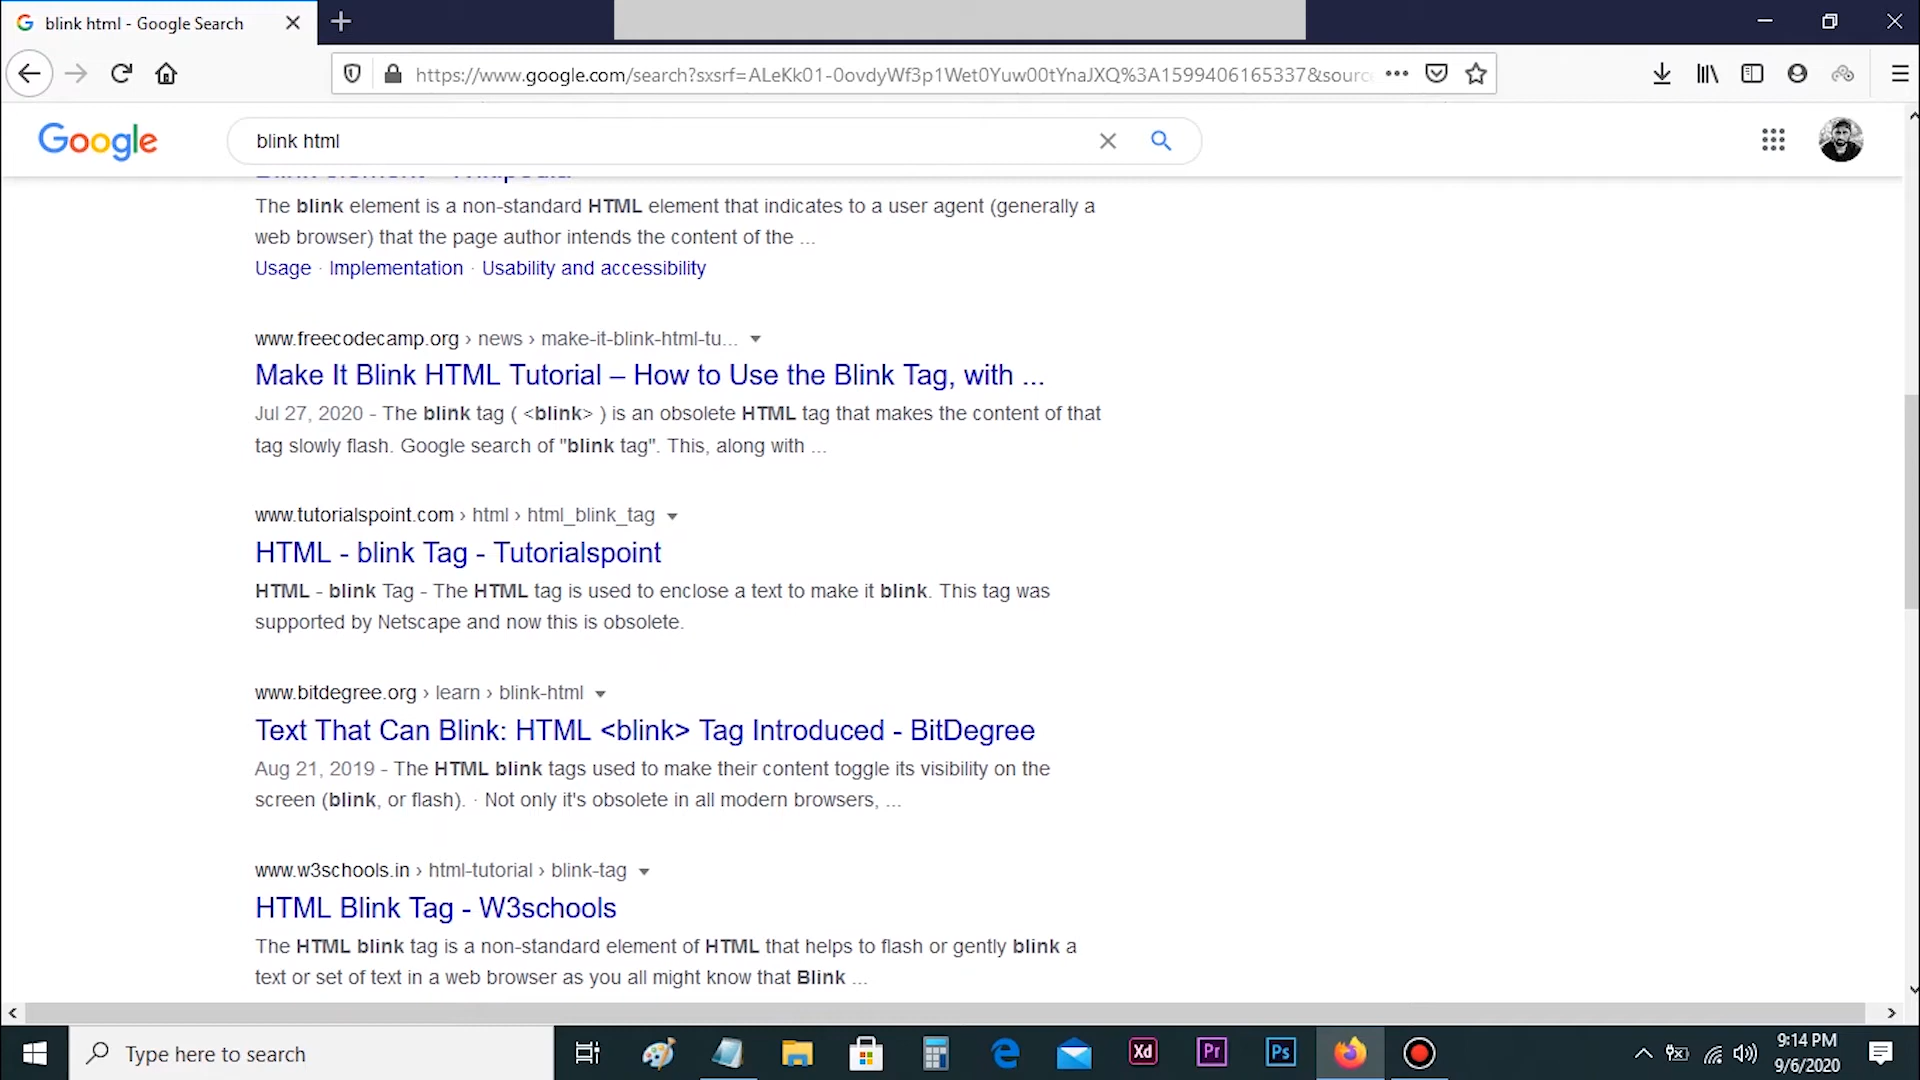 blink html - Google Search
https://www.google.com/search?sxsrf=ALeKk01-0ovdyWf3p1Wet0Yuw00tYnaJXQ%3A1599406165337&sourc
Google
blink html
Blink element - Wikipedia
The blink element is a non-standard HTML element that indicates to a user agent (generally a
web browser) that the page author intends the content of the ...
Usage · Implementation · Usability and accessibility
www.freecodecamp.org › news › make-it-blink-html-tu...
Make It Blink HTML Tutorial – How to Use the Blink Tag, with ...
Jul 27, 2020 - The blink tag ( <blink> ) is an obsolete HTML tag that makes the content of that
tag slowly flash. Google search of "blink tag". This, along with ...
www.tutorialspoint.com › html › html_blink_tag
HTML - blink Tag - Tutorialspoint
HTML - blink Tag - The HTML tag is used to enclose a text to make it blink. This tag was
supported by Netscape and now this is obsolete.
www.bitdegree.org › learn › blink-html
Text That Can Blink: HTML <blink> Tag Introduced - BitDegree
Aug 21, 2019 - The HTML blink tags used to make their content toggle its visibility on the
screen (blink, or flash). · Not only it's obsolete in all modern browsers, ...
www.w3schools.in › html-tutorial › blink-tag
HTML Blink Tag - W3schools
The HTML blink tag is a non-standard element of HTML that helps to flash or gently blink a
text or set of text in a web browser as you all might know that Blink ...
Type here to search
Xd
Pr
Ps
9:14 PM
9/6/2020